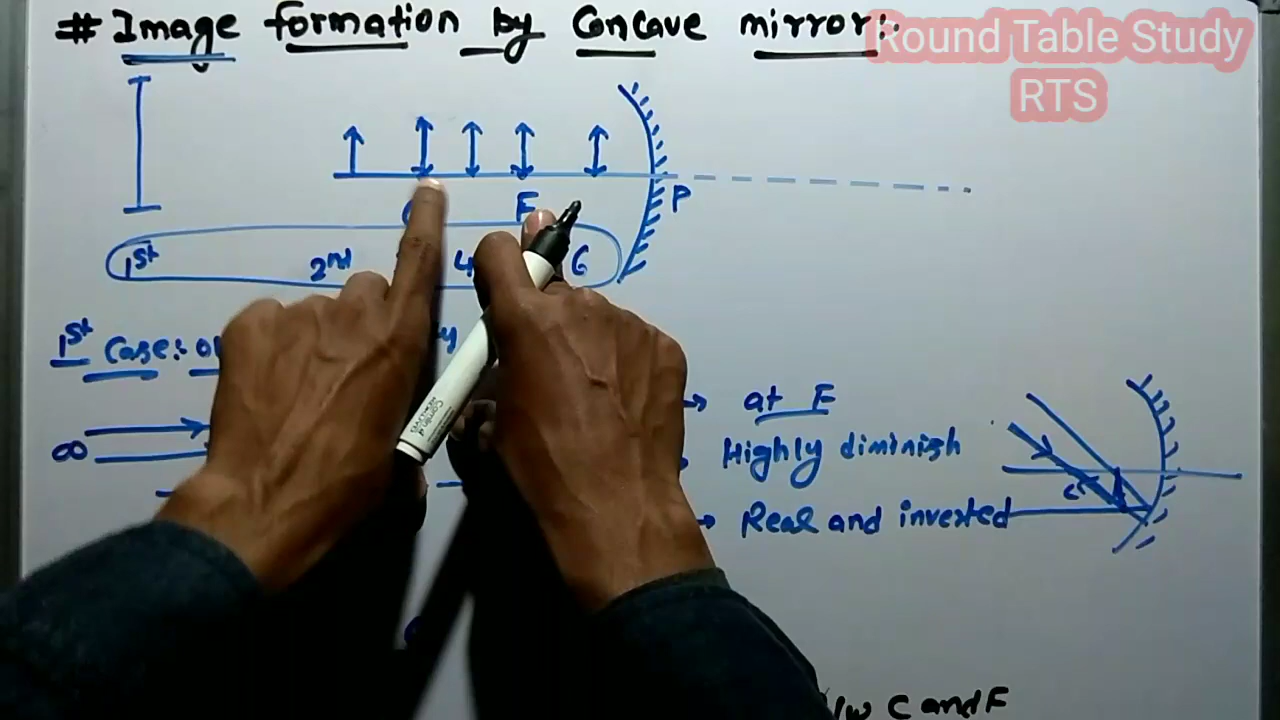 # Image formation by Concave mirror:-
Round Table Study
RTS
F
P
1st 2nd 6
1st Case:-
at F
∞
Highly diminish
C
Real and inverted
b/w C and F